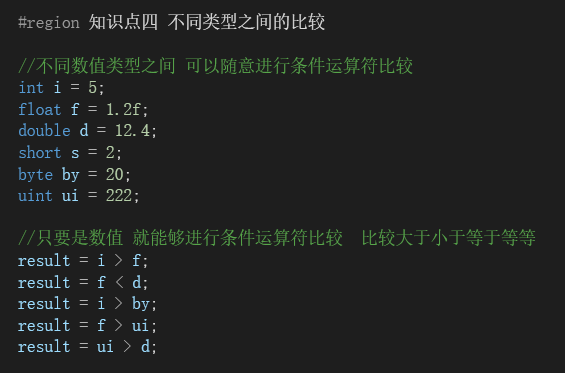 #region 知识点四 不同类型之间的比较
//不同数值类型之间 可以随意进行条件运算符比较
int i = 5;
float f = 1.2f;
double d = 12.4;
short s = 2;
byte by = 20;
uint ui = 222;
//只要是数值 就能够进行条件运算符比较  比较大于小于等于等等
result = i > f;
result = f < d;
result = i > by;
result = f > ui;
result = ui > d;